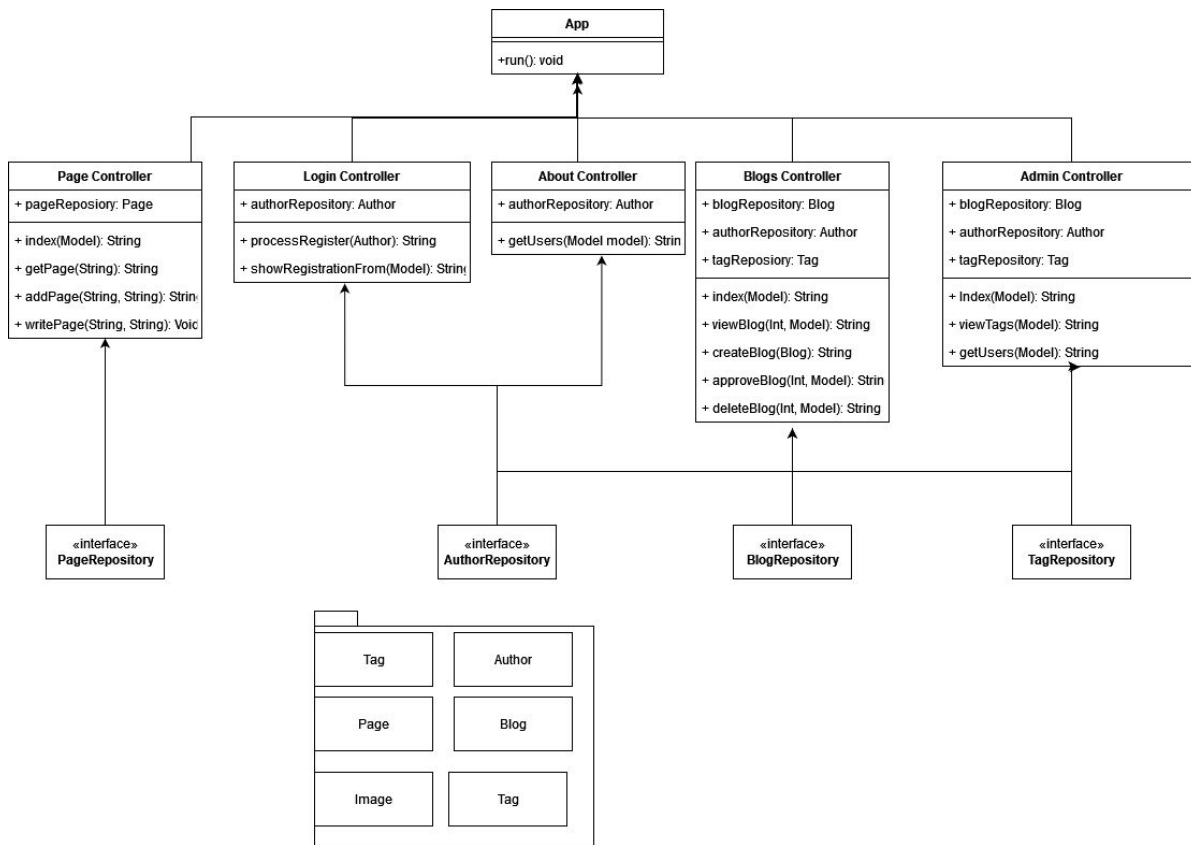 App
+run(): void
Page Controller
+ pageReposiory: Page
+ index(Model): String
+ getPage(String): String
+ addPage(String, String): Strin
+ writePage(String, String): Void
Login Controller
+ authorRepository: Author
+ processRegister(Author): String
+ showRegistrationFrom(Model): String
About Controller
+ authorRepository: Author
+ getUsers(Model model): Strin
Blogs Controller
+ blogRepository: Blog
+ authorRepository: Author
+ tagReposiory: Tag
+ index(Model): String
+ viewBlog(Int, Model): String
+ createBlog(Blog): String
+ approveBlog(Int, Model): Strin
+ deleteBlog(Int, Model): String
Admin Controller
+ blogRepository: Blog
+ authorRepository: Author
+ tagRepository: Tag
+ Index(Model): String
+ viewTags(Model): String
+ getUsers(Model): String
«interface»
PageRepository
«interface»
AuthorRepository
«interface»
BlogRepository
«interface»
TagRepository
Tag
Author
Page
Blog
Image
Tag